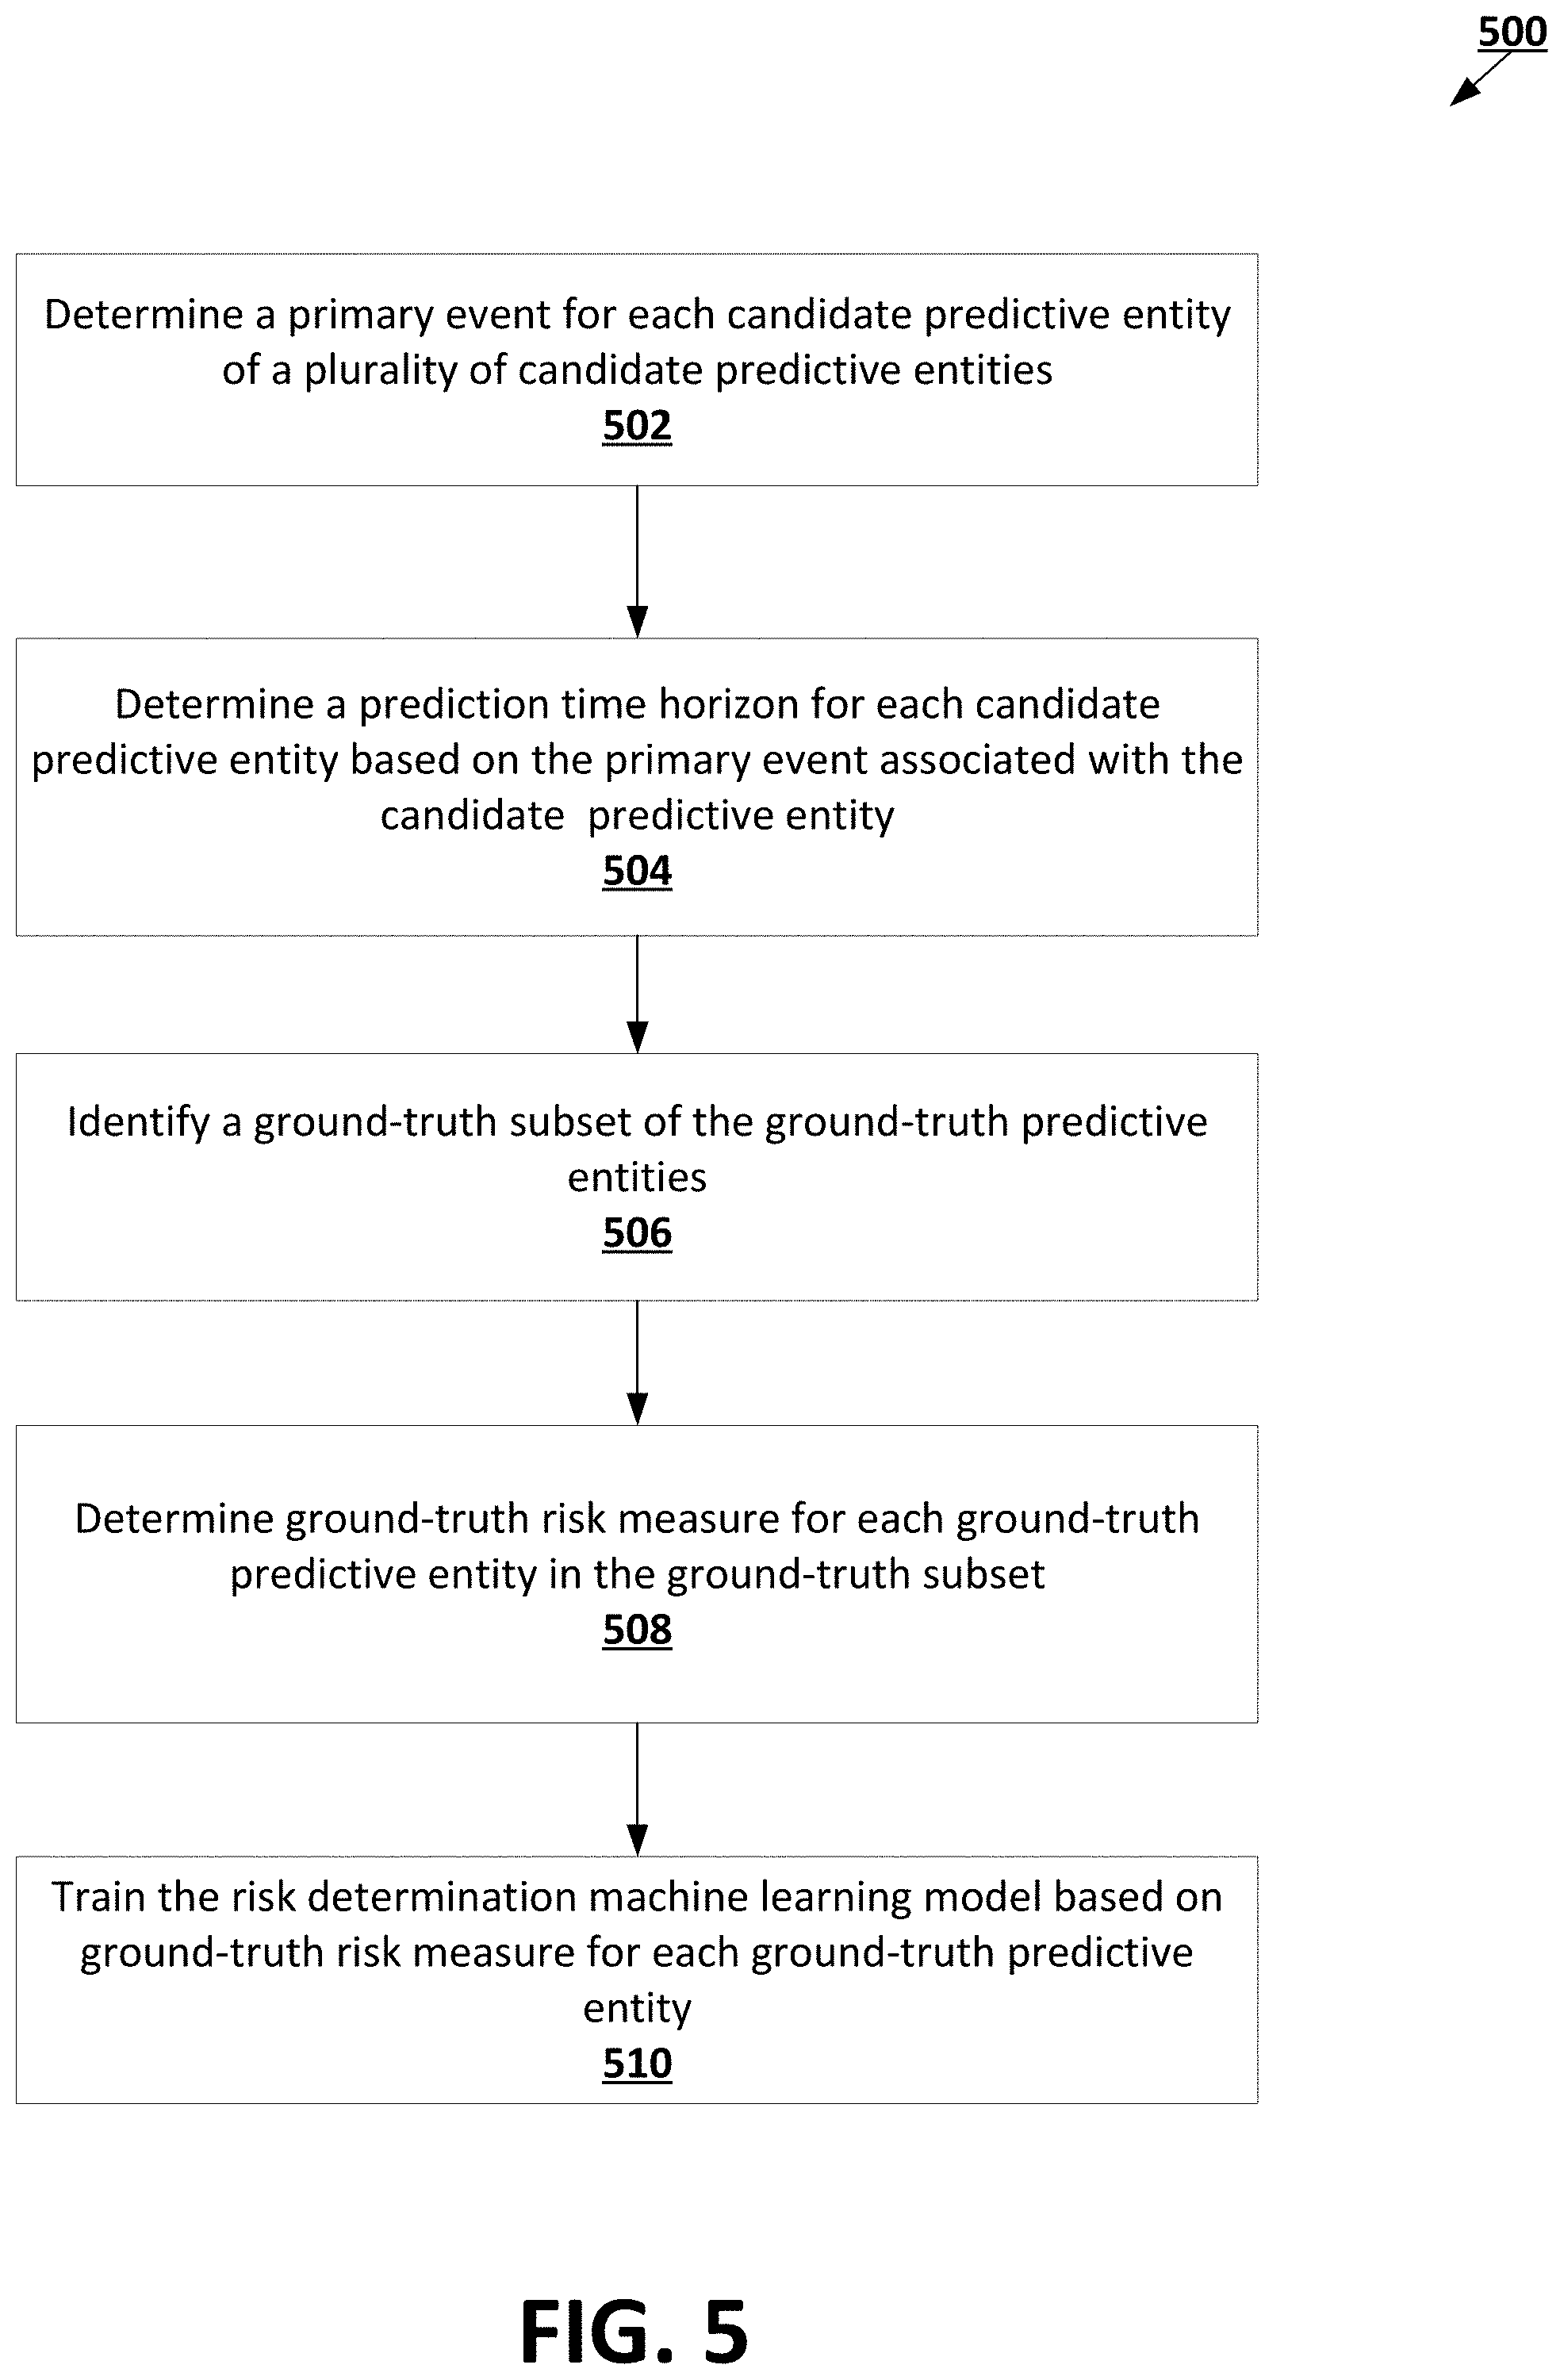 500
Determine a primary event for each candidate predictive entity
of a plurality of candidate predictive entities
502
Determine a prediction time horizon for each candidate
predictive entity based on the primary event associated with the
candidate  predictive entity
504
Identify a ground-truth subset of the ground-truth predictive
entities
506
Determine ground-truth risk measure for each ground-truth
predictive entity in the ground-truth subset
508
Train the risk determination machine learning model based on
ground-truth risk measure for each ground-truth predictive
entity
510
FIG. 5